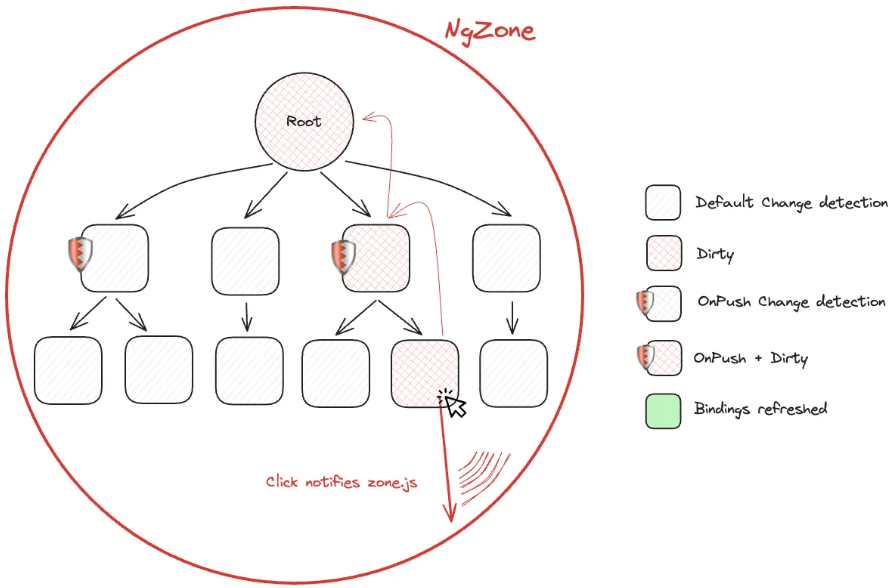 NgZone
Root
Default Change detection
Dirty
OnPush Change detection
OnPush + Dirty
Bindings refreshed
Click notifies zone.js